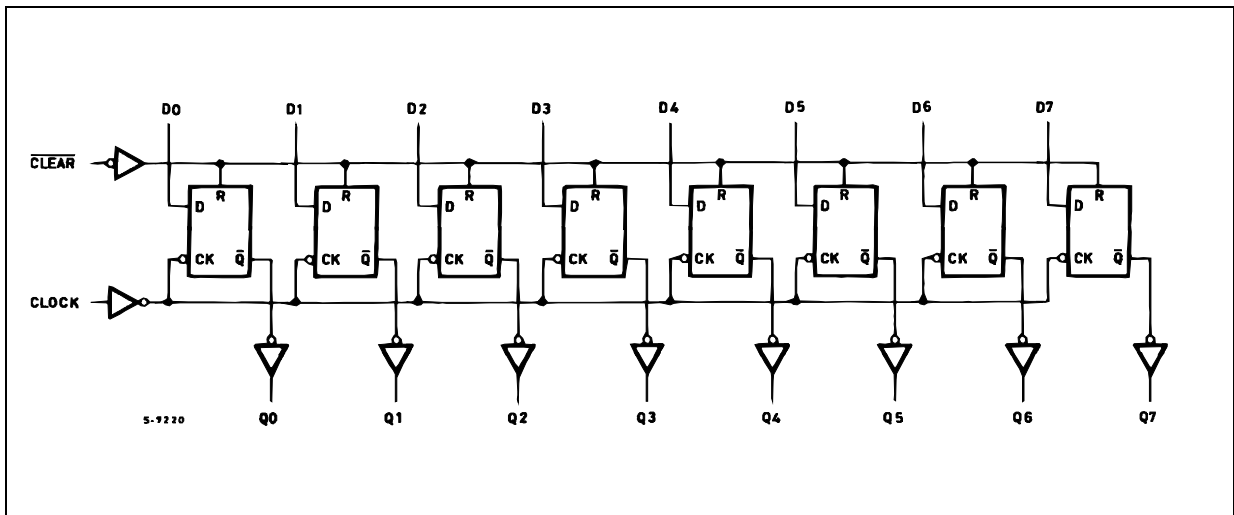 D0 D1 D2 D3 D4 D5 D6 D7
CLEAR
R R R R R R R R
D D D D D D D D
CK Q̅ CK Q̅ CK Q̅ CK Q̅ CK Q̅ CK Q̅ CK Q̅ CK Q̅
CLOCK
S-9220 Q0 Q1 Q2 Q3 Q4 Q5 Q6 Q7